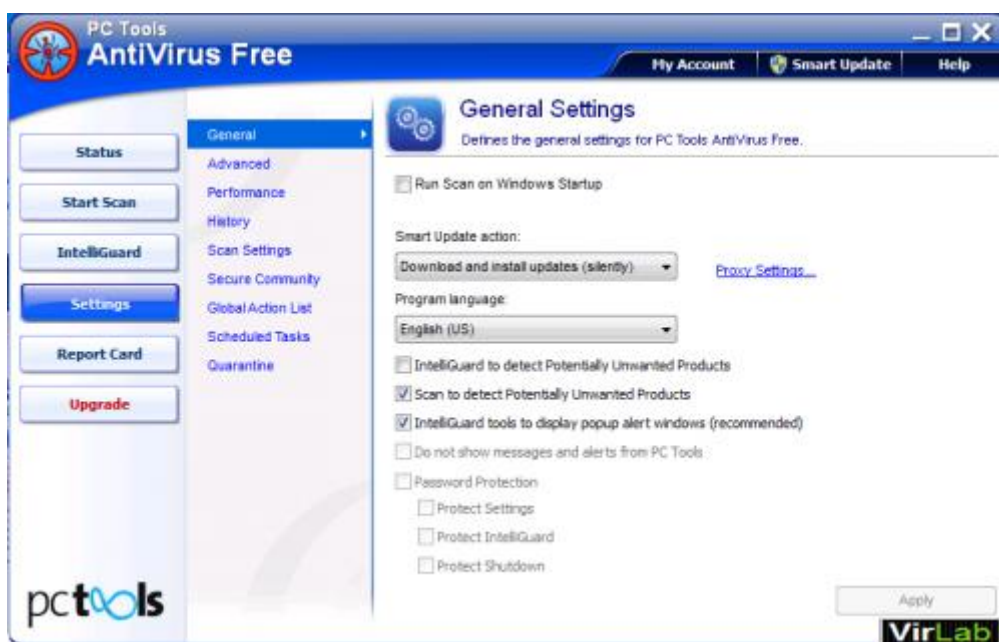 PC Tools
AntiVirus Free
My Account
Smart Update
Help
Status
Start Scan
IntelliGuard
Settings
Report Card
Upgrade
General
Advanced
Performance
History
Scan Settings
Secure Community
Global Action List
Scheduled Tasks
Quarantine
General Settings
Defines the general settings for PC Tools AntiVirus Free.
Run Scan on Windows Startup
Smart Update action:
Download and install updates (silently)
Proxy Settings...
Program language:
English (US)
IntelliGuard to detect Potentially Unwanted Products
Scan to detect Potentially Unwanted Products
IntelliGuard tools to display popup alert windows (recommended)
Do not show messages and alerts from PC Tools
Password Protection
Protect Settings
Protect IntelliGuard
Protect Shutdown
Apply
pctools
VirLab